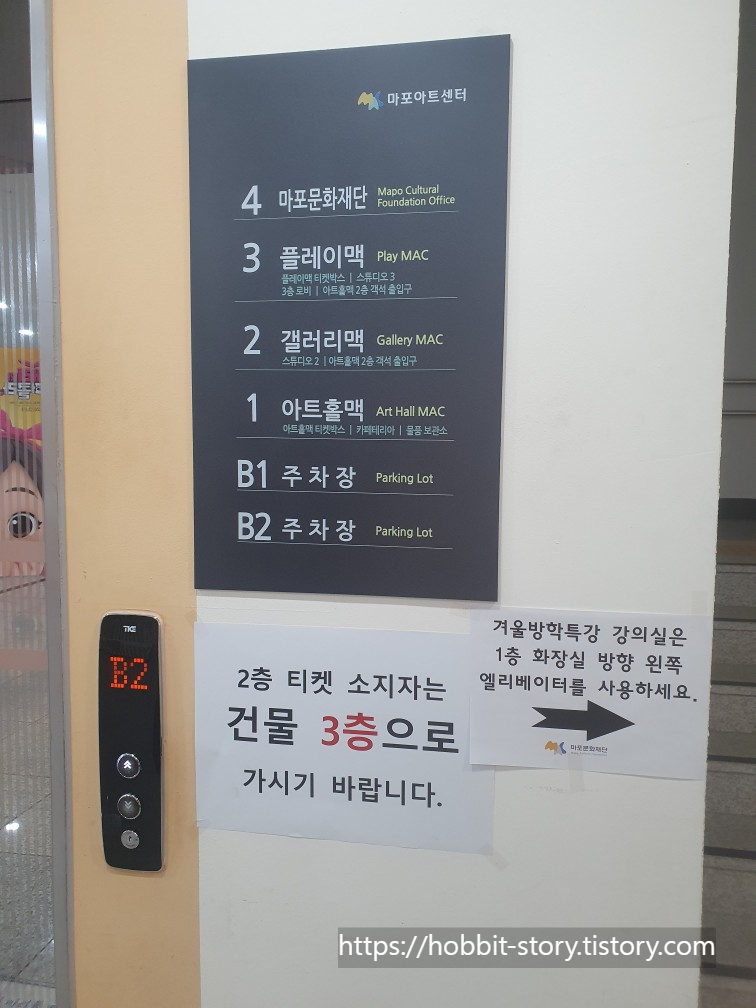 마포아트센터
4 마포문화재단 Mapo Cultural Foundation Office
3 플레이맥 Play MAC
플레이맥 티켓박스 | 스튜디오 3
3층 로비 | 아트홀맥 2층 객석 출입구
2 갤러리맥 Gallery MAC
스튜디오 2 | 아트홀맥 2층 객석 출입구
1 아트홀맥 Art Hall MAC
아트홀맥 티켓박스 | 카페테리아 | 물품 보관소
B1 주차장 Parking Lot
B2 주차장 Parking Lot
TKE
B2
2층 티켓 소지자는
건물 3층으로
가시기 바랍니다.
겨울방학특강 강의실은
1층 화장실 방향 왼쪽
엘리베이터를 사용하세요.
마포문화재단
https://hobbit-story.tistory.com